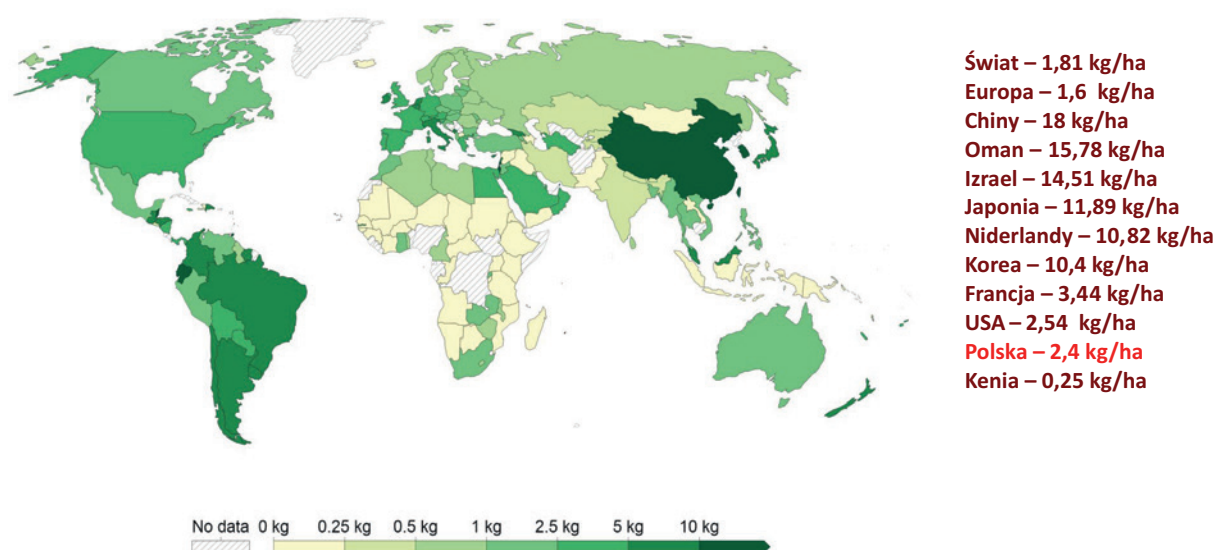 Świat – 1,81 kg/ha
Europa – 1,6 kg/ha
Chiny – 18 kg/ha
Oman – 15,78 kg/ha
Izrael – 14,51 kg/ha
Japonia – 11,89 kg/ha
Niderlandy – 10,82 kg/ha
Korea – 10,4 kg/ha
Francja – 3,44 kg/ha
USA – 2,54 kg/ha
Polska – 2,4 kg/ha
Kenia – 0,25 kg/ha
No data 0 kg 0.25 kg 0.5 kg 1 kg 2.5 kg 5 kg 10 kg